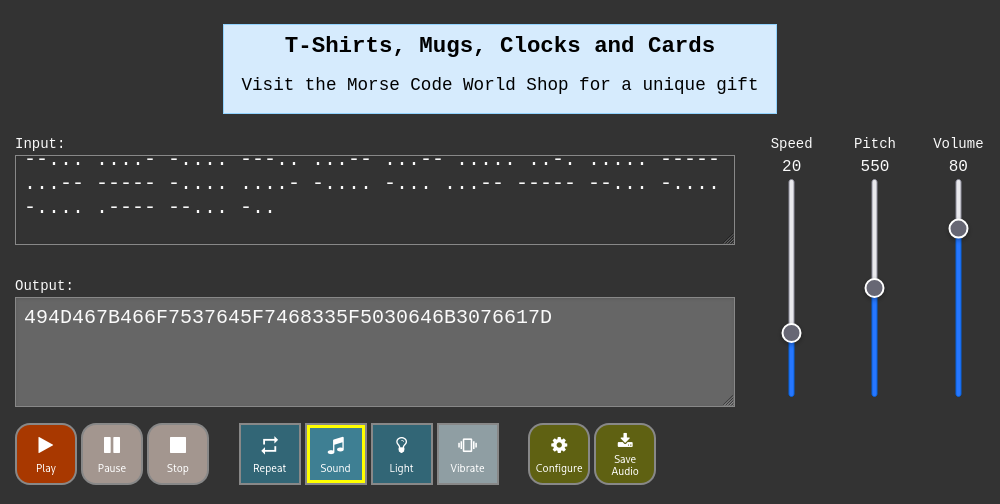 T-Shirts, Mugs, Clocks and Cards
Visit the Morse Code World Shop for a unique gift
Input:
--... ....- -.... ---.. ...-- ...-- ..... ..-. ..... -----
...-- ----- -.... ....- -.... -... ...-- ----- --... -....
-.... .---- --... -..
Output:
494D467B466F7537645F7468335F5030646B3076617D
Speed Pitch Volume
20 550 80
Play Pause Stop Repeat Sound Light Vibrate Configure Save Audio